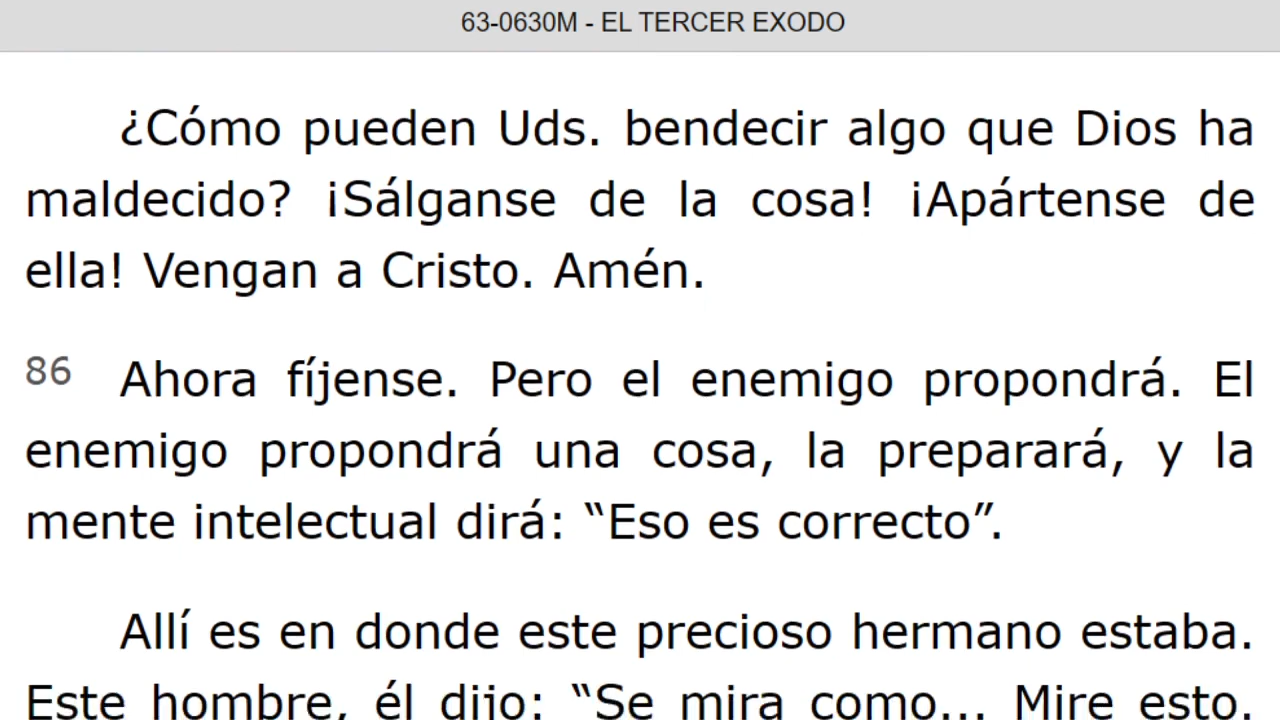 63-0630M - EL TERCER EXODO
¿Cómo pueden Uds. bendecir algo que Dios ha
maldecido? ¡Sálganse de la cosa! ¡Apártense de
ella! Vengan a Cristo. Amén.
86 Ahora fíjense. Pero el enemigo propondrá. El
enemigo propondrá una cosa, la preparará, y la
mente intelectual dirá: “Eso es correcto”.
Allí es en donde este precioso hermano estaba.
Este hombre, él dijo: “Se mira como... Mire esto.